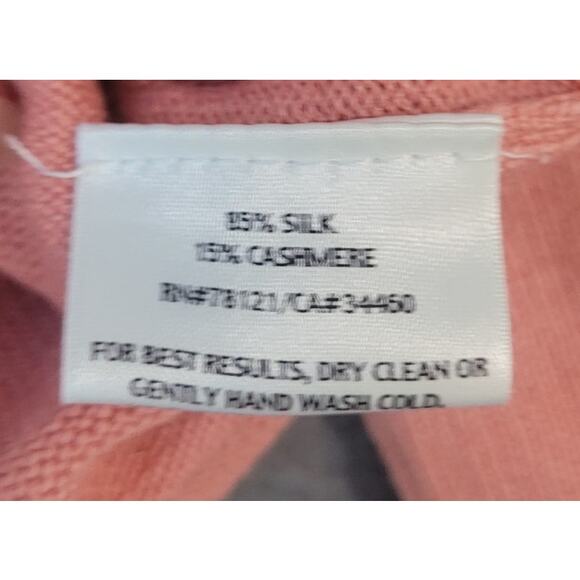 85% SILK
15% CASHMERE
RN#78121/CA#34460
FOR BEST RESULTS, DRY CLEAN OR
GENTLY HAND WASH COLD.